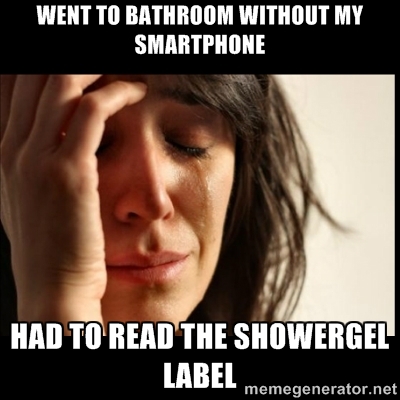 WENT TO BATHROOM WITHOUT MY
SMARTPHONE
HAD TO READ THE SHOWERGEL
LABEL
memegenerator.net